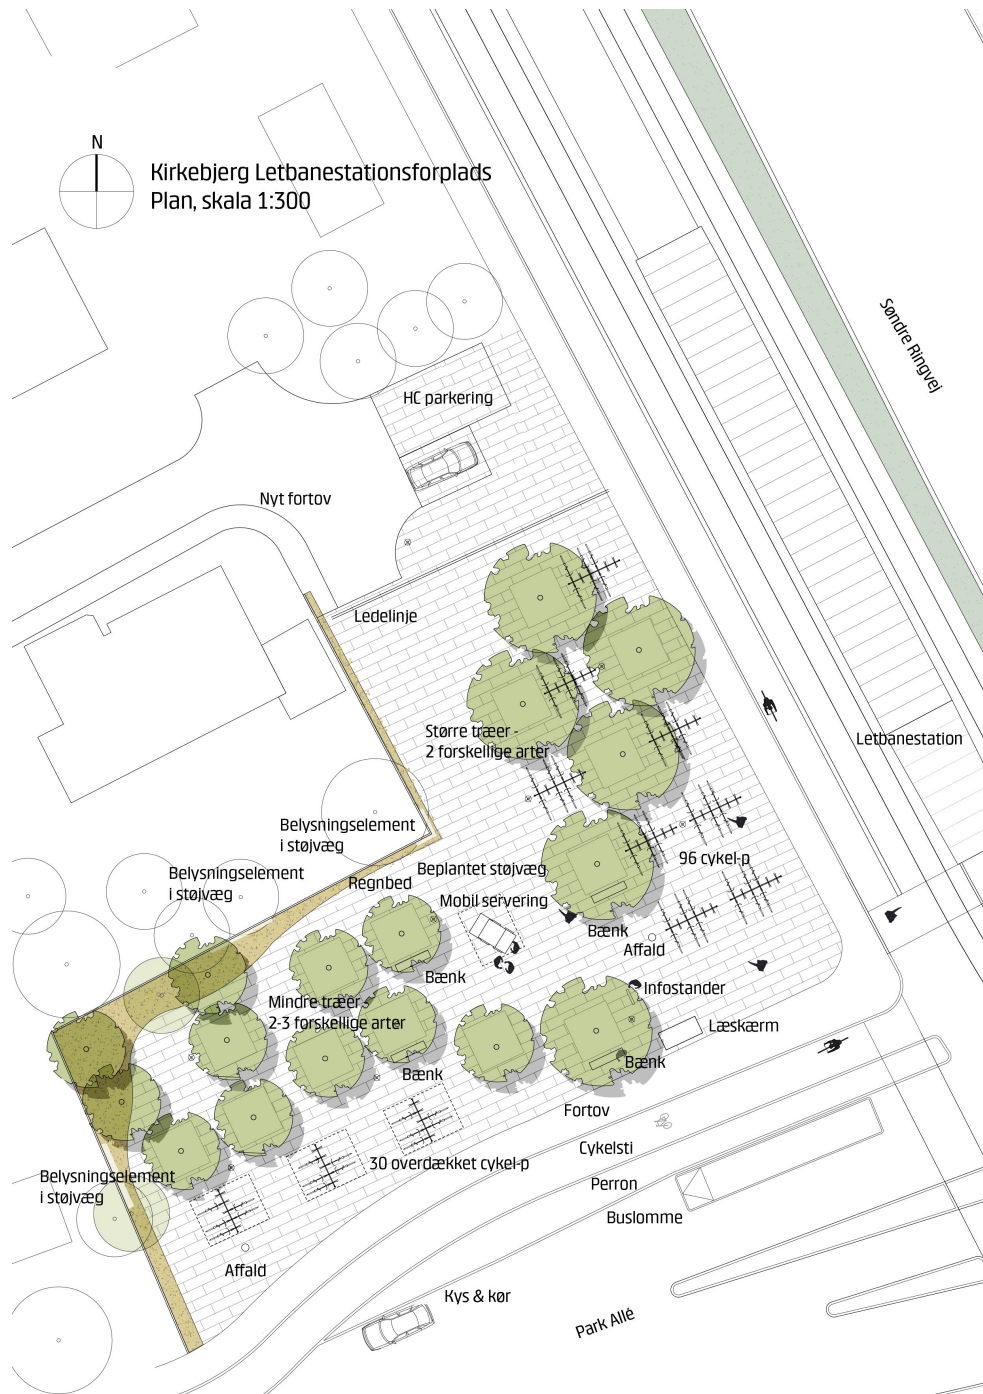 N
Kirkebjerg Letbanestationsforplads
Plan, skala 1:300
Søndre Ringvej
HC parkering
Nyt fortov
Ledelinje
Større træer -
2 forskellige arter
Letbanestation
Belysningselement
i støjvæg
96 cykel-p
Beplantet støjvæg
Belysningselement
i støjvæg
Regnbed
Mobil servering
Bænk
Affald
Bænk
Infostander
Mindre træer -
2-3 forskellige arter
Læskærm
Bænk
Bænk
Fortov
Cykelsti
30 overdækket cykel-p
Belysningselement
i støjvæg
Perron
Buslomme
Affald
Kys & kør
Park Allé